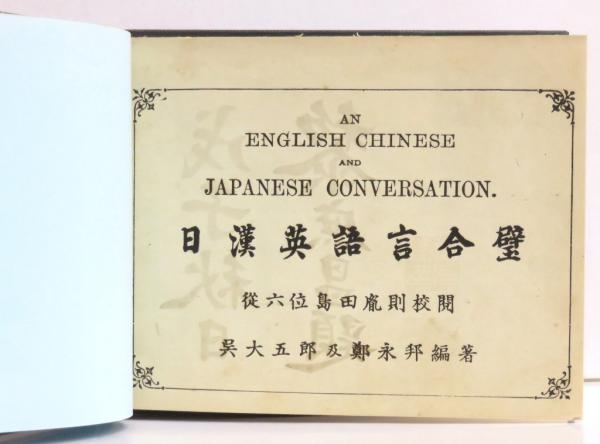 AN
ENGLISH CHINESE
AND
JAPANESE CONVERSATION.
日漢英語言合璧
從六位島田胤則校閱
吳大五郎及鄭永邦編著